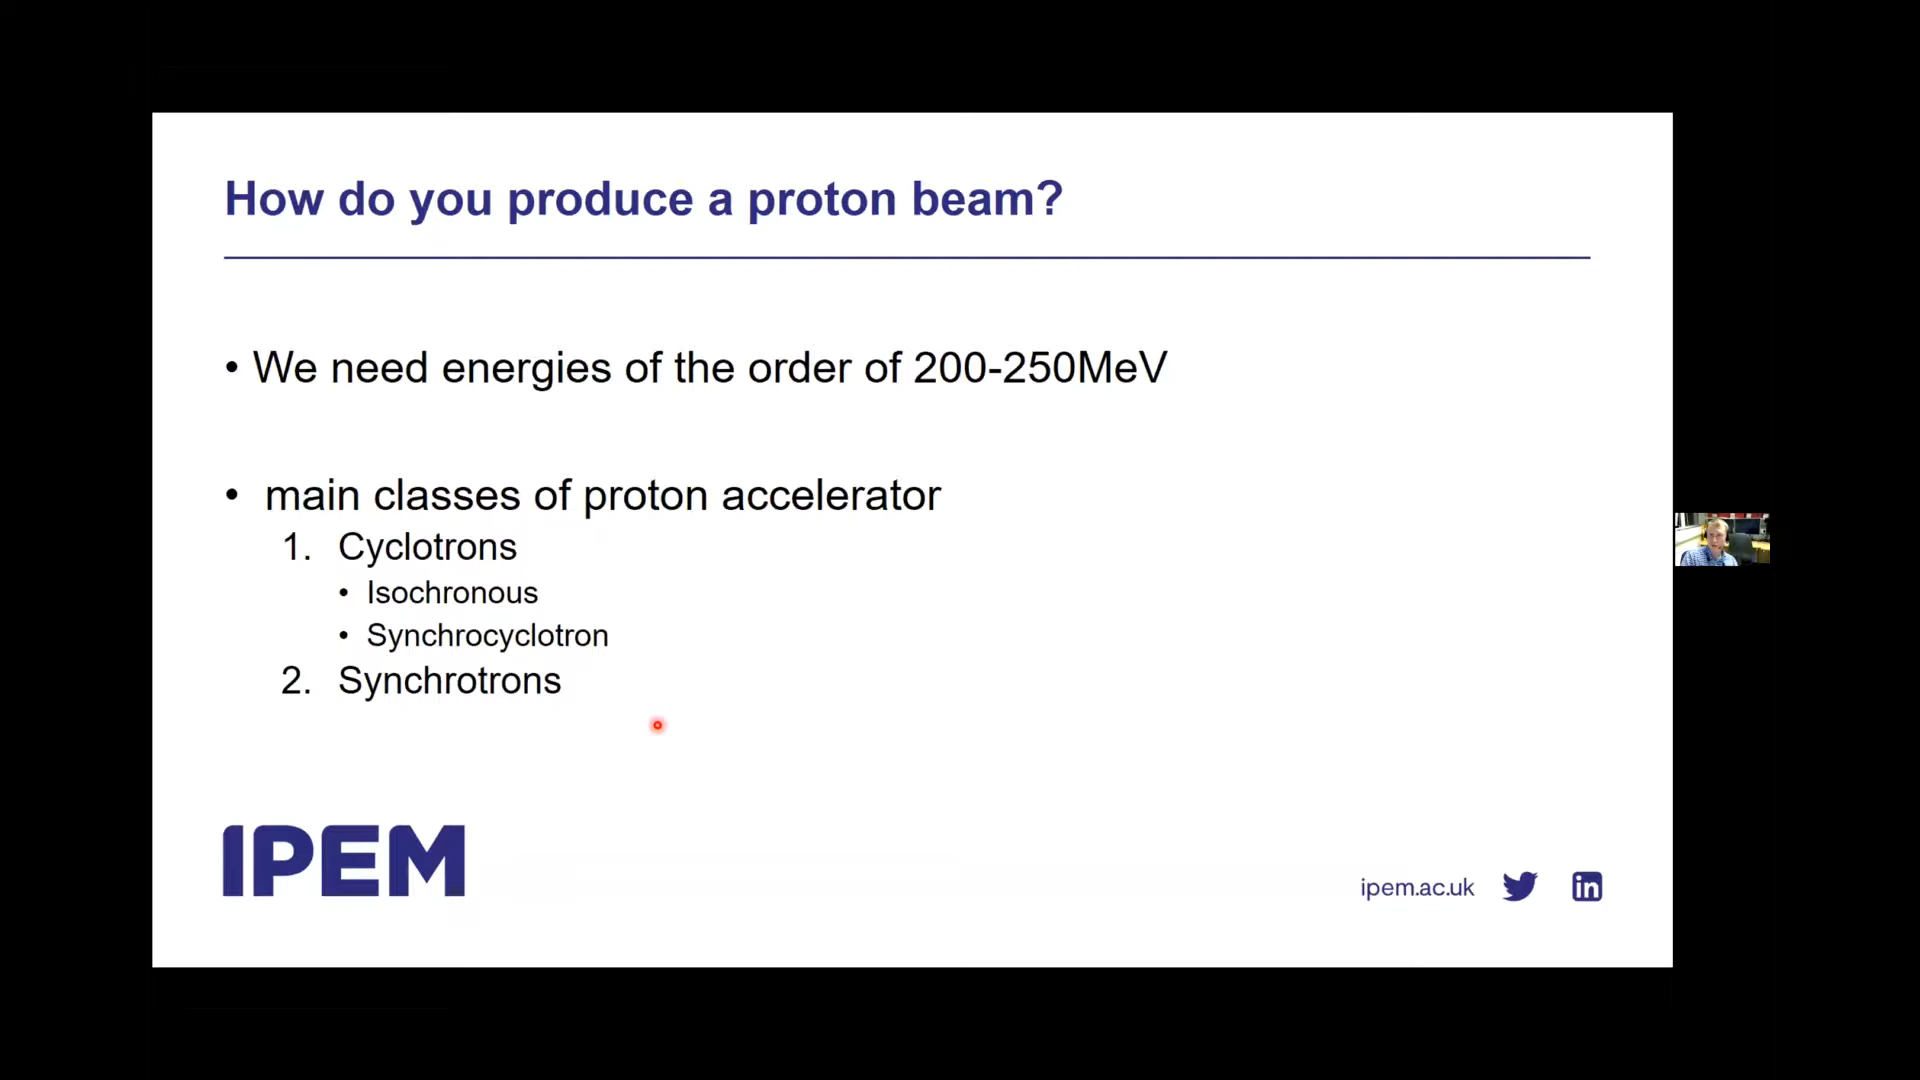 How do you produce a proton beam?
• We need energies of the order of 200-250MeV
• main classes of proton accelerator
1. Cyclotrons
• Isochronous
• Synchrocyclotron
2. Synchrotrons
IPEM
ipem.ac.uk
in